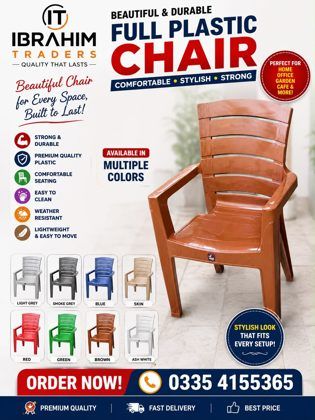 IT
IBRAHIM
TRADERS
QUALITY THAT LASTS
Beautiful Chair
for Every Space,
Built to Last!
BEAUTIFUL & DURABLE
FULL PLASTIC
CHAIR
COMFORTABLE • STYLISH • STRONG
PERFECT FOR
HOME
OFFICE
GARDEN
CAFE &
MORE!
STRONG &
DURABLE
PREMIUM QUALITY
PLASTIC
COMFORTABLE
SEATING
EASY TO
CLEAN
WEATHER
RESISTANT
LIGHTWEIGHT
& EASY TO MOVE
AVAILABLE IN
MULTIPLE
COLORS
LIGHT GREY
SMOKE GREY
BLUE
SKIN
RED
GREEN
BROWN
ASH WHITE
STYLISH LOOK
THAT FITS
EVERY SETUP!
ORDER NOW!
0335 4155365
PREMIUM QUALITY
FAST DELIVERY
BEST PRICE